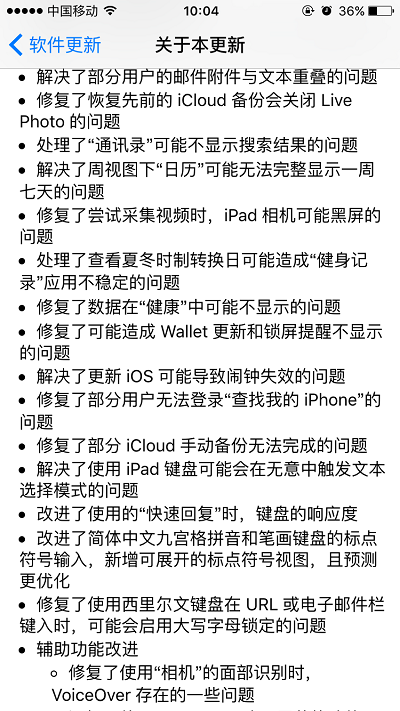 中国移动 10:04 36%
软件更新 关于本更新
• 解决了部分用户的邮件附件与文本重叠的问题
• 修复了恢复先前的 iCloud 备份会关闭 Live
Photo 的问题
• 处理了“通讯录”可能不显示搜索结果的问题
• 解决了周视图下“日历”可能无法完整显示一周
七天的问题
• 修复了尝试采集视频时，iPad 相机可能黑屏的
问题
• 处理了查看夏冬时制转换日可能造成“健身记
录”应用不稳定的问题
• 修复了数据在“健康”中可能不显示的问题
• 修复了可能造成 Wallet 更新和锁屏提醒不显示
的问题
• 解决了更新 iOS 可能导致闹钟失效的问题
• 修复了部分用户无法登录“查找我的 iPhone”的
问题
• 修复了部分 iCloud 手动备份无法完成的问题
• 解决了使用 iPad 键盘可能会在无意中触发文本
选择模式的问题
• 改进了使用的“快速回复”时，键盘的响应度
• 改进了简体中文九宫格拼音和笔画键盘的标点
符号输入，新增可展开的标点符号视图，且预测
更优化
• 修复了使用西里尔文键盘在 URL 或电子邮件栏
键入时，可能会启用大写字母锁定的问题
• 辅助功能改进
◦ 修复了使用“相机”的面部识别时，
VoiceOver 存在的一些问题